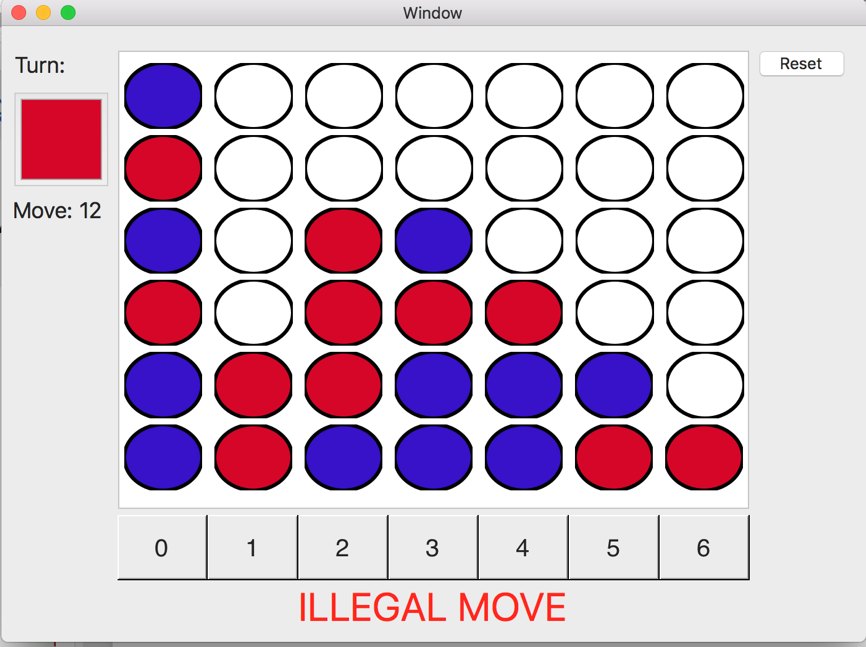 Window
Turn:
Reset
Move: 12
0 1 2 3 4 5 6
ILLEGAL MOVE